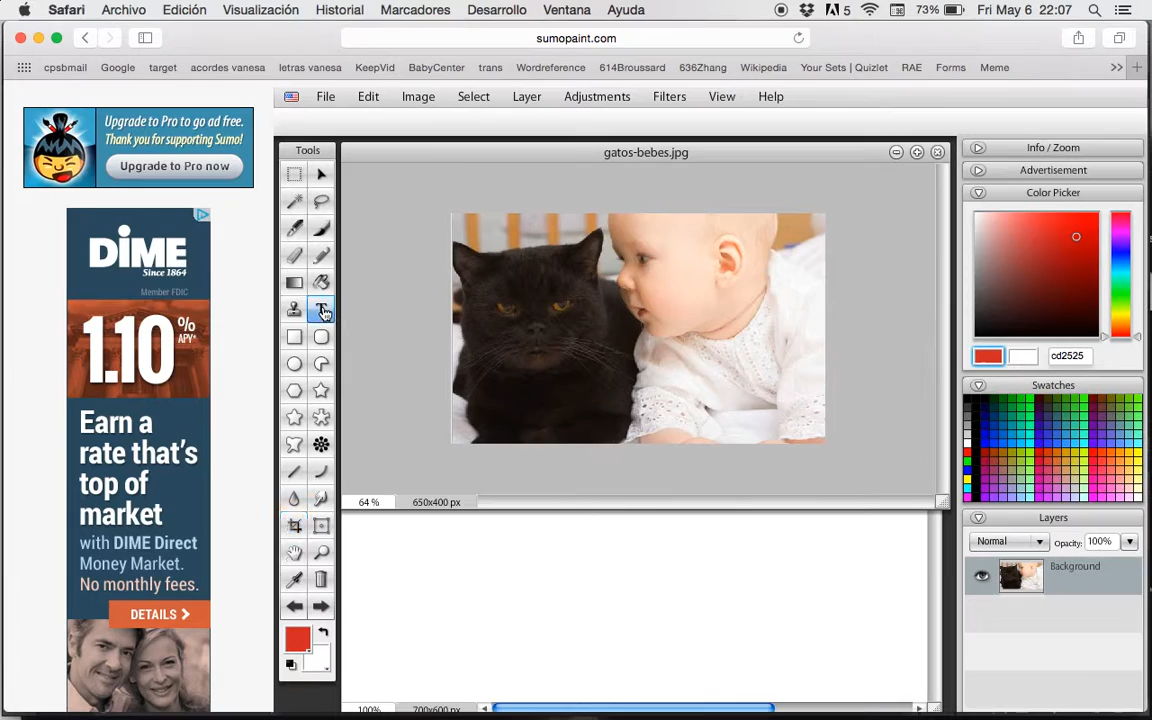 Safari Archivo Edición Visualización Historial Marcadores Desarrollo Ventana Ayuda 5 73% Fri May 6 22:07
sumopaint.com
cpsbmail Google target acordes vanesa letras vanesa KeepVid BabyCenter trans Wordreference 614Broussard 636Zhang Wikipedia Your Sets | Quizlet RAE Forms Meme >> +
File Edit Image Select Layer Adjustments Filters View Help
Upgrade to Pro to go ad free.
Thank you for supporting Sumo!
Upgrade to Pro now
DIME
Since 1864
Member FDIC
1.10%
APY*
Earn a
rate that's
top of
market
with DIME Direct
Money Market.
No monthly fees.
DETAILS
Tools
T
gatos-bebes.jpg
64 % 650x400 px
100% 700x600 px
Info / Zoom
Advertisement
Color Picker
cd2525
Swatches
Layers
Normal Opacity: 100%
Background